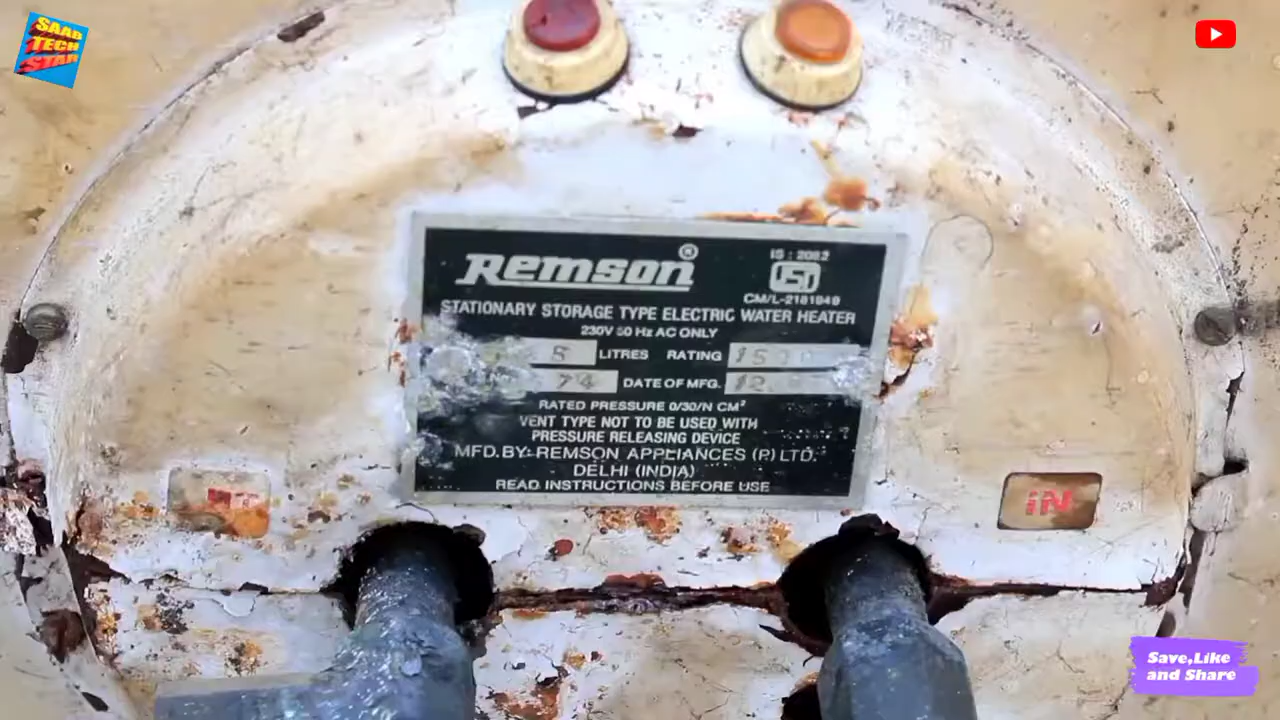 SAAB
TECH
STAR
Remson®
IS : 2082
ISI
CM/L-2181949
STATIONARY STORAGE TYPE ELECTRIC WATER HEATER
230V 50 Hz AC ONLY
LITRES RATING
74 DATE OF MFG.
RATED PRESSURE 0/30/N CM²
VENT TYPE NOT TO BE USED WITH
PRESSURE RELEASING DEVICE
MFD.BY: REMSON APPLIANCES (P) LTD.
DELHI (INDIA)
READ INSTRUCTIONS BEFORE USE
IN
Save,Like
and Share